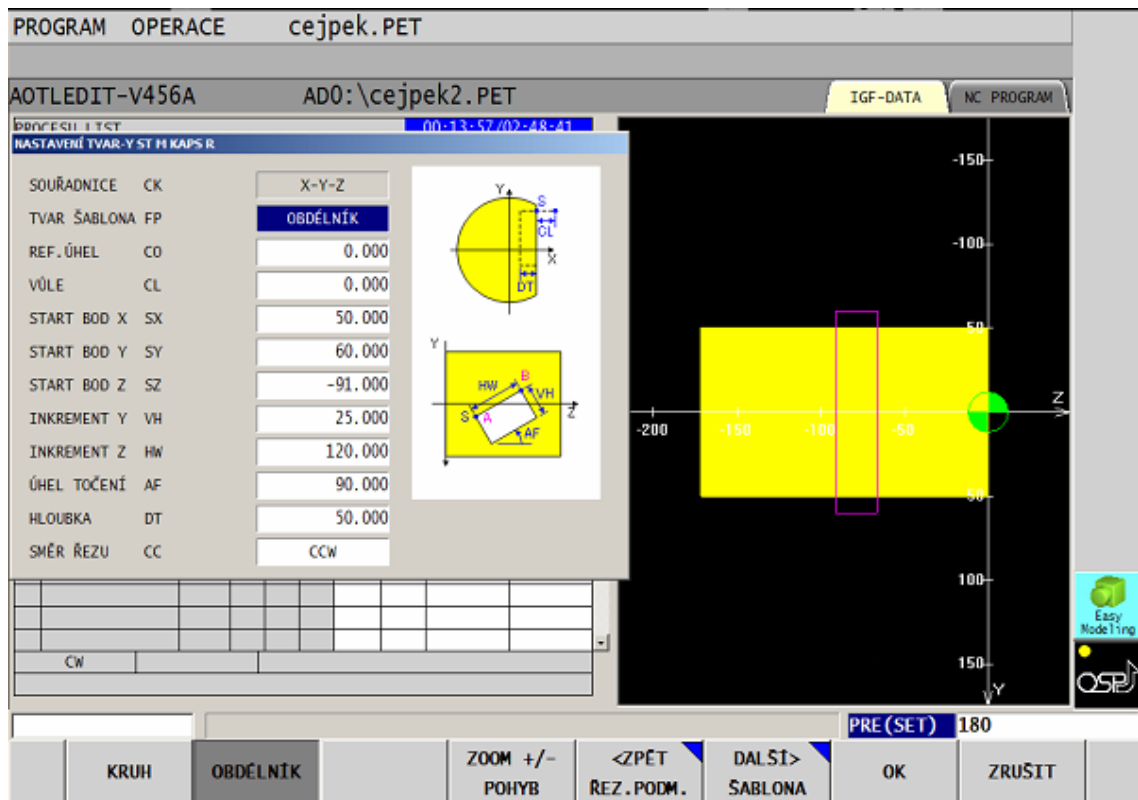 PROGRAM OPERACE cejpek.PET
AOTLEDIT-V456A AD0:\cejpek2.PET IGF-DATA NC PROGRAM
PROCESU LIST 00:13:57/02:48:41
NASTAVENÍ TVAR-Y ST M KAPS R
SOUŘADNICE CK X-Y-Z
TVAR ŠABLONA FP OBDÉLNÍK
REF.ÚHEL CO 0.000
VŮLE CL 0.000
START BOD X SX 50.000
START BOD Y SY 60.000
START BOD Z SZ -91.000
INKREMENT Y VH 25.000
INKREMENT Z HW 120.000
ÚHEL TOČENÍ AF 90.000
HLOUBKA DT 50.000
SMĚR ŘEZU CC CCW
Y
S
CL
X
DT
Y
HW B VH
S A Z
AF
-150
-100
50
Z
-200 -150 -100 -50
50
100
150
Y
CW
Easy
Modeling
OSP
PRE(SET) 180
KRUH OBDÉLNÍK ZOOM +/- POHYB <ZPĚT ŘEZ.PODM. DALŠÍ> ŠABLONA OK ZRUŠIT